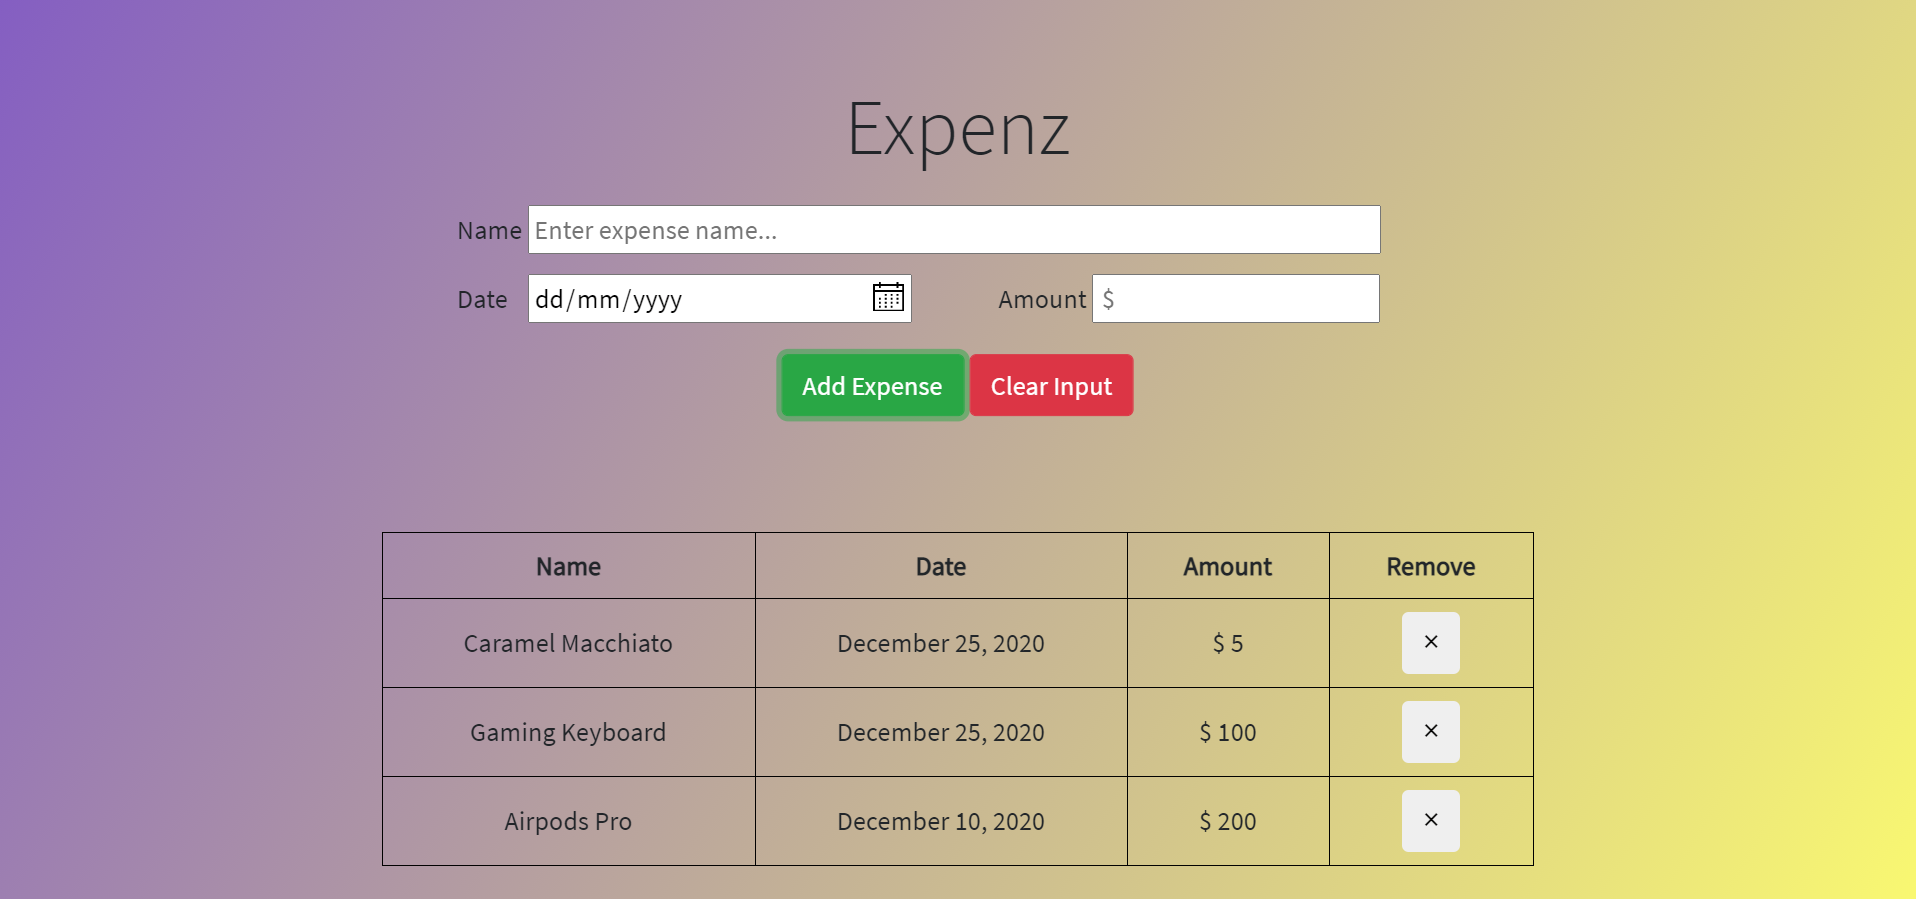 Expenz
Name Enter expense name...
Date dd/mm/yyyy Amount $
Add Expense Clear Input
Name Date Amount Remove
Caramel Macchiato December 25, 2020 $ 5 ×
Gaming Keyboard December 25, 2020 $ 100 ×
Airpods Pro December 10, 2020 $ 200 ×